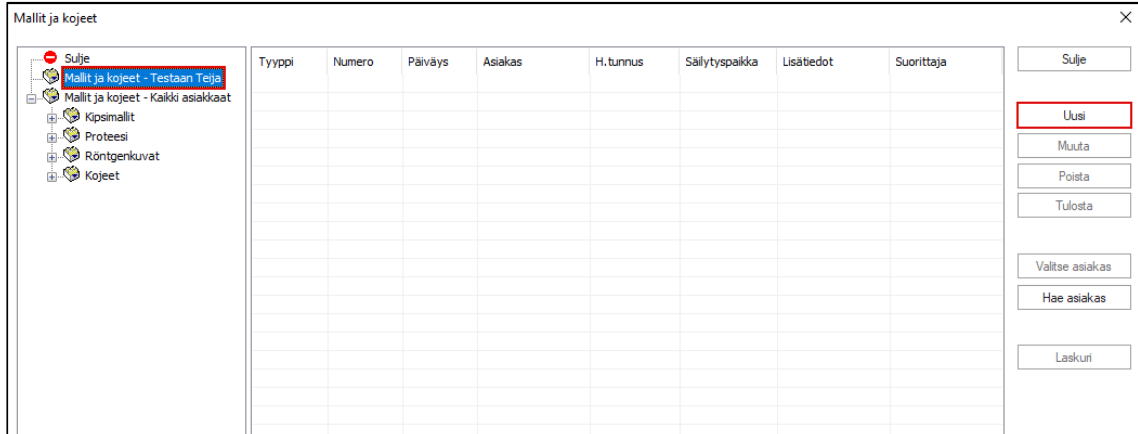 Mallit ja kojeet
Sulje
Mallit ja kojeet - Testaan Teija
Mallit ja kojeet - Kaikki asiakkaat
Kipsimallit
Proteesi
Röntgenkuvat
Kojeet
Tyyppi Numero Päiväys Asiakas H.tunnus Säilytyspaikka Lisätiedot Suorittaja
Sulje
Uusi
Muuta
Poista
Tulosta
Valitse asiakas
Hae asiakas
Laskuri